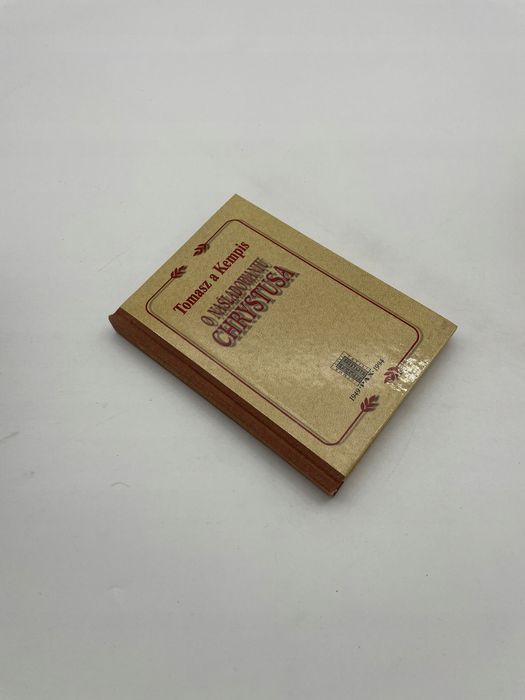 Tomasz a Kempis
O NAŚLADOWANIU
CHRYSTUSA